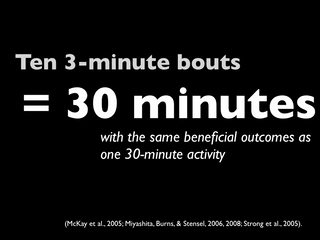 Ten 3-minute bouts
= 30 minutes
with the same beneficial outcomes as
one 30-minute activity
(McKay et al., 2005; Miyashita, Burns, & Stensel, 2006, 2008; Strong et al., 2005).